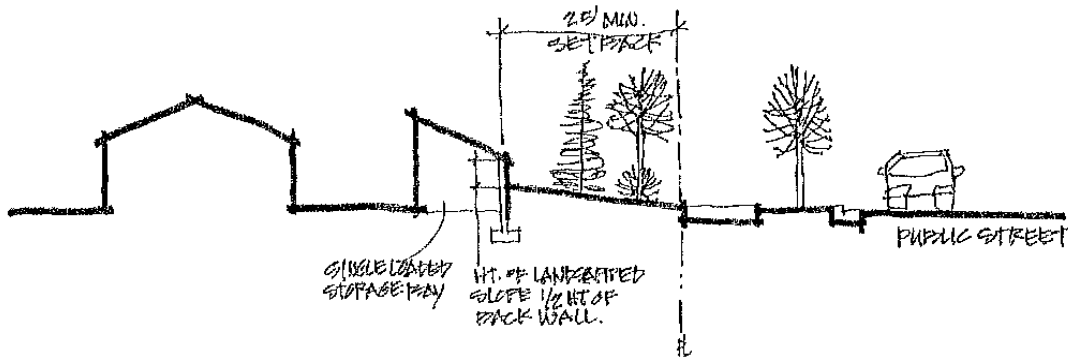 25' MIN.
SETBACK
PUBLIC STREET
SINGLE LOADED
STORAGE BAY
HT. OF LANDSCAPED
SLOPE 1/2 HT OF
BACK WALL.
PL